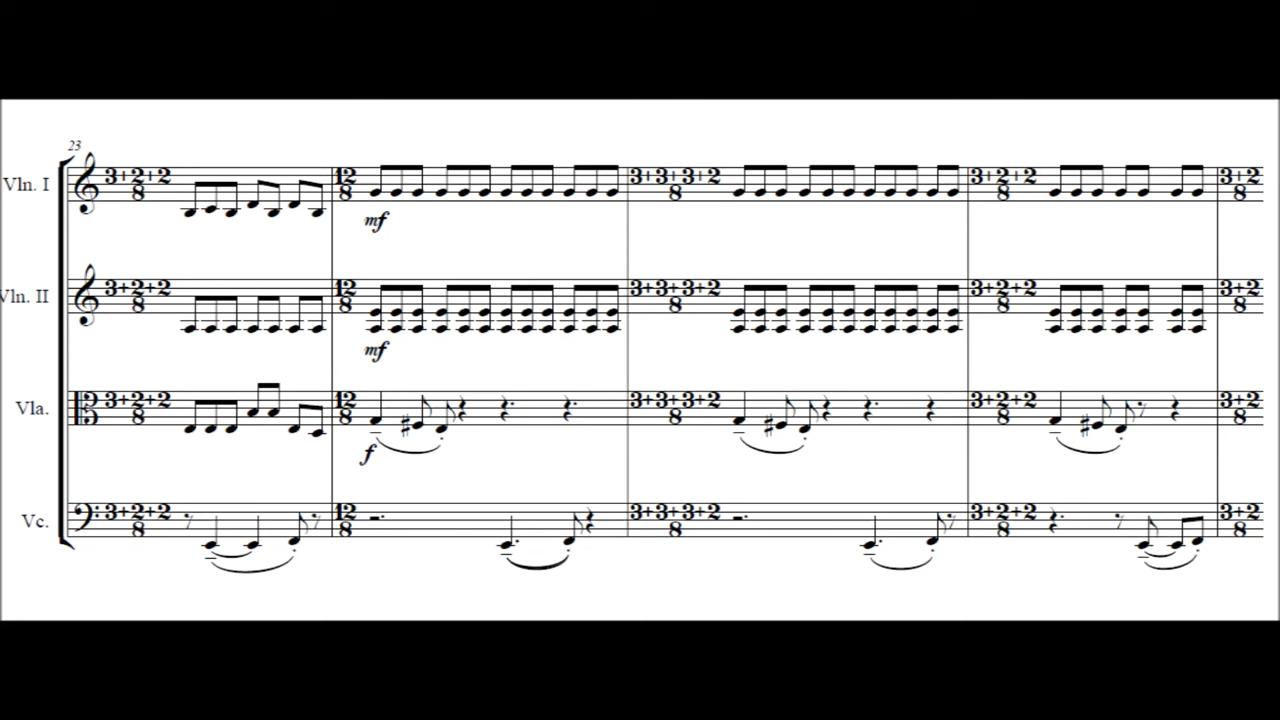 23
Vln. I 3+2+2 8 12 8 3+3+3+2 8 3+2+2 8 3+2 8
mf
Vln. II 3+2+2 8 12 8 3+3+3+2 8 3+2+2 8 3+2 8
mf
Vla. 3+2+2 8 12 8 3+3+3+2 8 3+2+2 8 3+2 8
f
Vc. 3+2+2 8 12 8 3+3+3+2 8 3+2+2 8 3+2 8